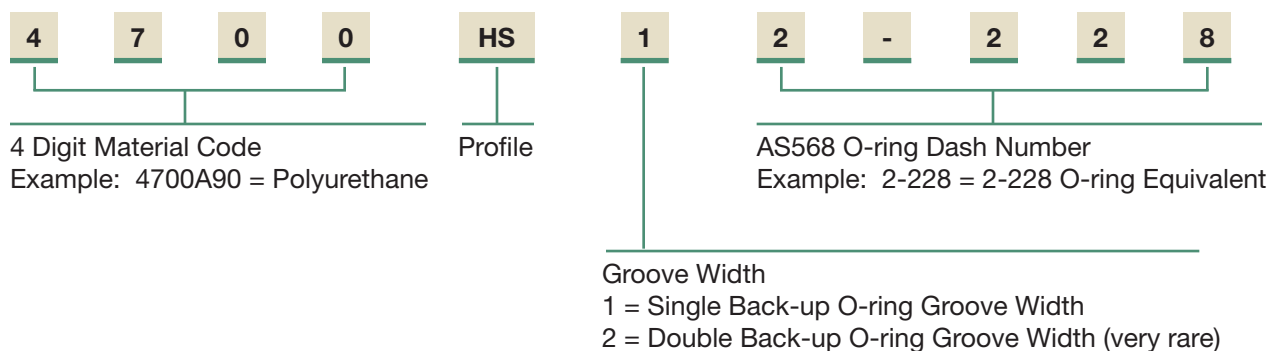 4 7 0 0 HS 1 2 - 2 2 8
4 Digit Material Code
Example: 4700A90 = Polyurethane
Profile
AS568 O-ring Dash Number
Example: 2-228 = 2-228 O-ring Equivalent
Groove Width
1 = Single Back-up O-ring Groove Width
2 = Double Back-up O-ring Groove Width (very rare)